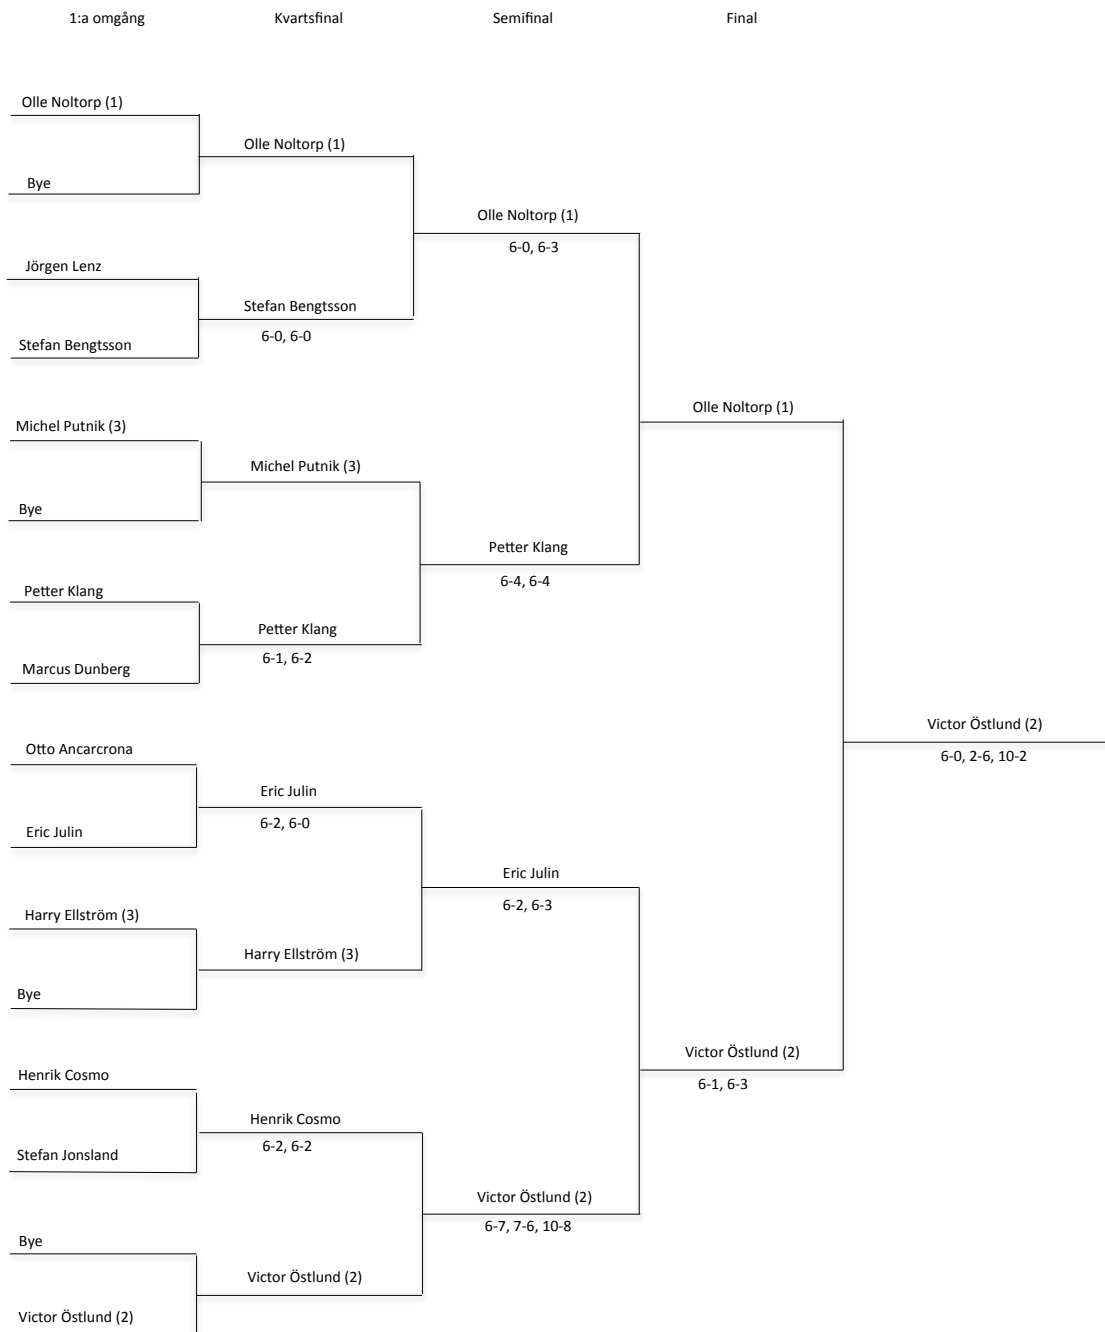 1:a omgång
Kvartsfinal
Semifinal
Final
Olle Noltorp (1)
Olle Noltorp (1)
Bye
Olle Noltorp (1)
6-0, 6-3
Jörgen Lenz
Stefan Bengtsson
6-0, 6-0
Stefan Bengtsson
Olle Noltorp (1)
Michel Putnik (3)
Michel Putnik (3)
Bye
Petter Klang
6-4, 6-4
Petter Klang
Petter Klang
6-1, 6-2
Marcus Dunberg
Victor Östlund (2)
6-0, 2-6, 10-2
Otto Ancarcrona
Eric Julin
6-2, 6-0
Eric Julin
Eric Julin
6-2, 6-3
Harry Ellström (3)
Harry Ellström (3)
Bye
Victor Östlund (2)
6-1, 6-3
Henrik Cosmo
Henrik Cosmo
6-2, 6-2
Stefan Jonsland
Victor Östlund (2)
6-7, 7-6, 10-8
Bye
Victor Östlund (2)
Victor Östlund (2)